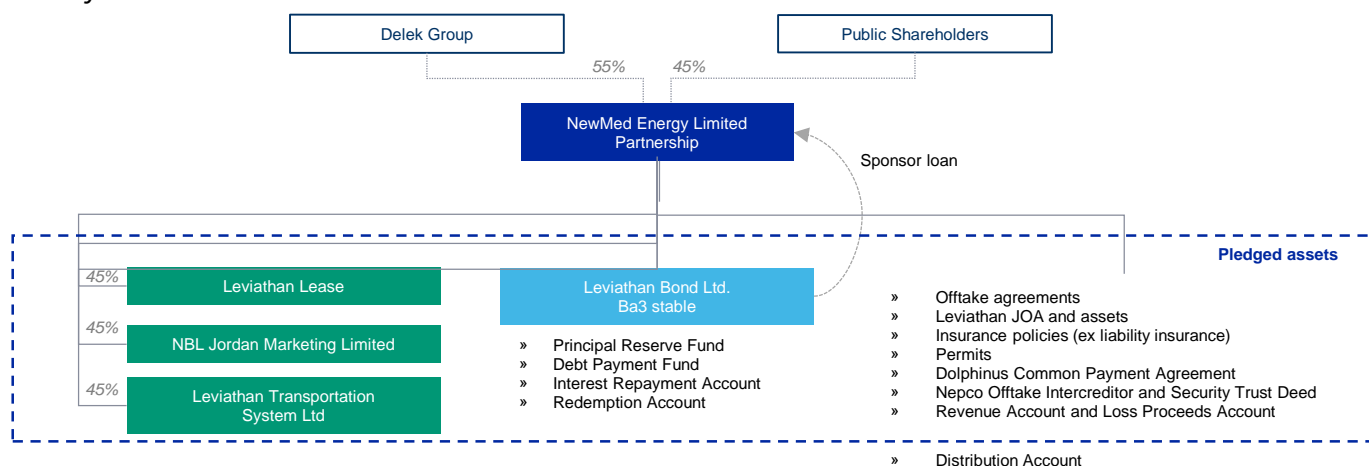 Delek Group
Public Shareholders
55%
45%
NewMed Energy Limited
Partnership
Sponsor loan
Pledged assets
45%
Leviathan Lease
45%
NBL Jordan Marketing Limited
45%
Leviathan Transportation
System Ltd
Leviathan Bond Ltd.
Ba3 stable
» Principal Reserve Fund
» Debt Payment Fund
» Interest Repayment Account
» Redemption Account
» Offtake agreements
» Leviathan JOA and assets
» Insurance policies (ex liability insurance)
» Permits
» Dolphinus Common Payment Agreement
» Nepco Offtake Intercreditor and Security Trust Deed
» Revenue Account and Loss Proceeds Account
» Distribution Account